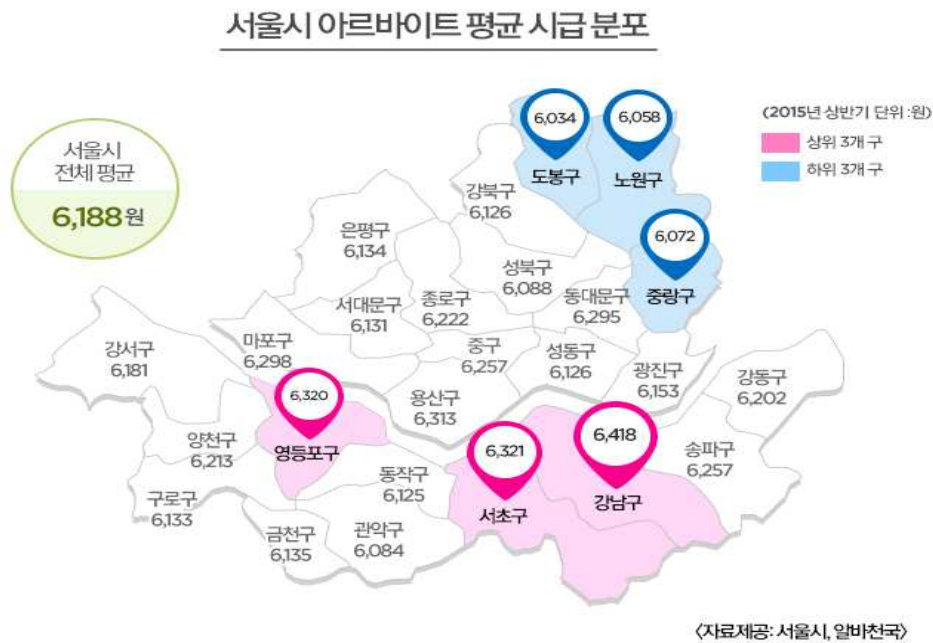 서울시 아르바이트 평균 시급 분포
(2015년 상반기 단위 :원)
상위 3개 구
하위 3개 구
서울시
전체 평균
6,188원
6,034
도봉구
6,058
노원구
강북구
6,126
은평구
6,134
6,072
중랑구
성북구
6,088
동대문구
6,295
서대문구
6,131
종로구
6,222
강서구
6,181
마포구
6,298
중구
6,257
성동구
6,126
광진구
6,153
강동구
6,202
용산구
6,313
6,320
영등포구
양천구
6,213
6,321
서초구
6,418
강남구
송파구
6,257
동작구
6,125
구로구
6,133
금천구
6,135
관악구
6,084
〈자료제공: 서울시, 알바천국〉